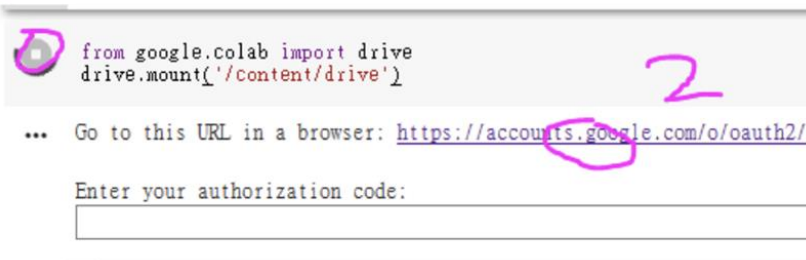 from google.colab import drive
drive.mount('/content/drive')
2
... Go to this URL in a browser: https://accounts.google.com/o/oauth2/
Enter your authorization code: